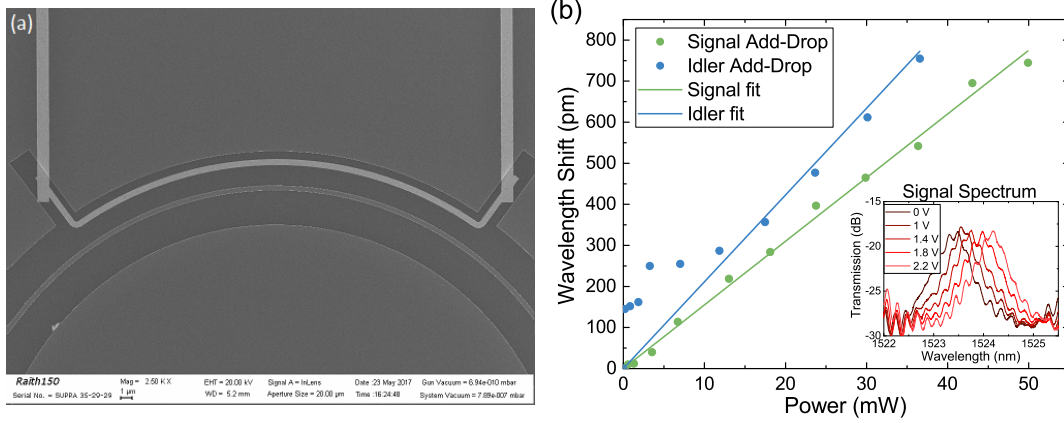 (a)
Raith150
Serial No. = SUPRA 35-29-29
Mag = 2.50 K X
1 µm
EHT = 20.00 kV
WD = 5.2 mm
Signal A = InLens
Aperture Size = 20.00 µm
Date :23 May 2017
Time :16:24:48
Gun Vacuum = 6.94e-010 mbar
System Vacuum = 7.89e-007 mbar
(b)
Signal Add-Drop
Idler Add-Drop
Signal fit
Idler fit
Wavelength Shift (pm)
800
700
600
500
400
300
200
100
0
0
10
20
30
40
50
Power (mW)
Signal Spectrum
0 V
1 V
1.4 V
1.8 V
2.2 V
Transmission (dB)
-15
-20
-25
-30
1522
1523
1524
1525
Wavelength (nm)